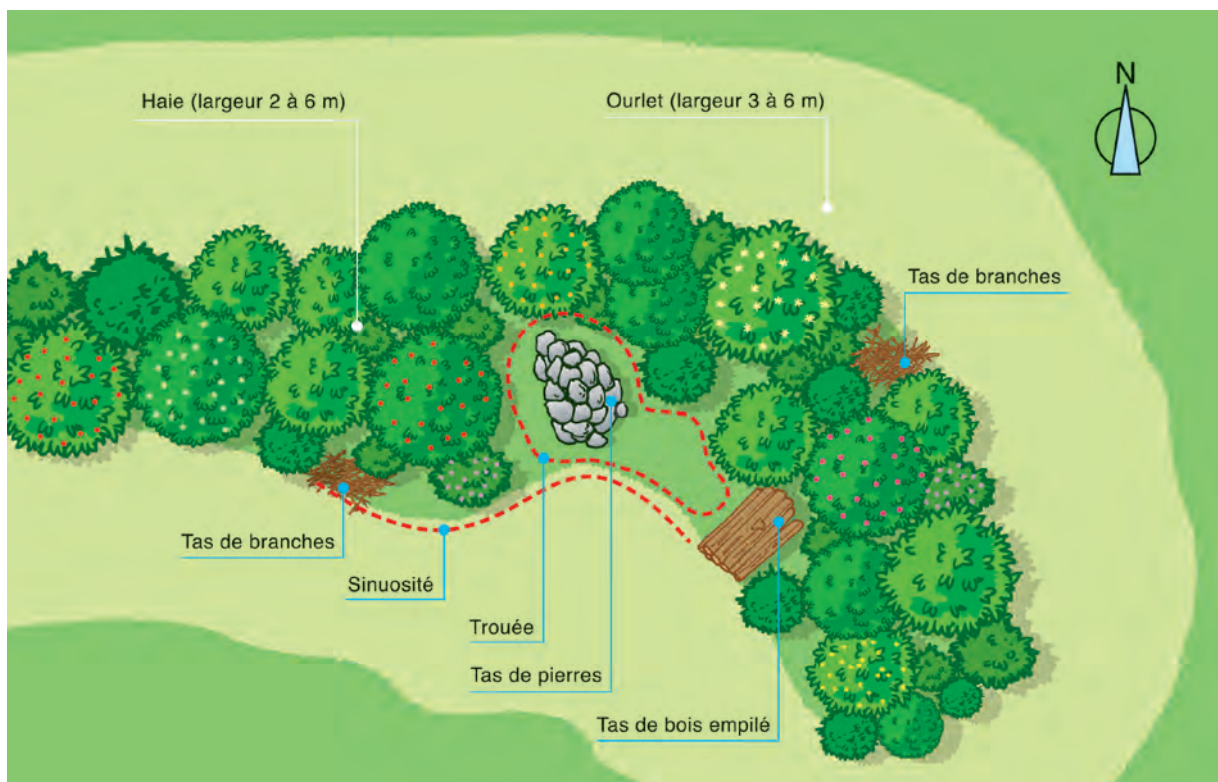 N
Haie (largeur 2 à 6 m)
Ourlet (largeur 3 à 6 m)
Tas de branches
Tas de branches
Sinuosité
Trouée
Tas de pierres
Tas de bois empilé